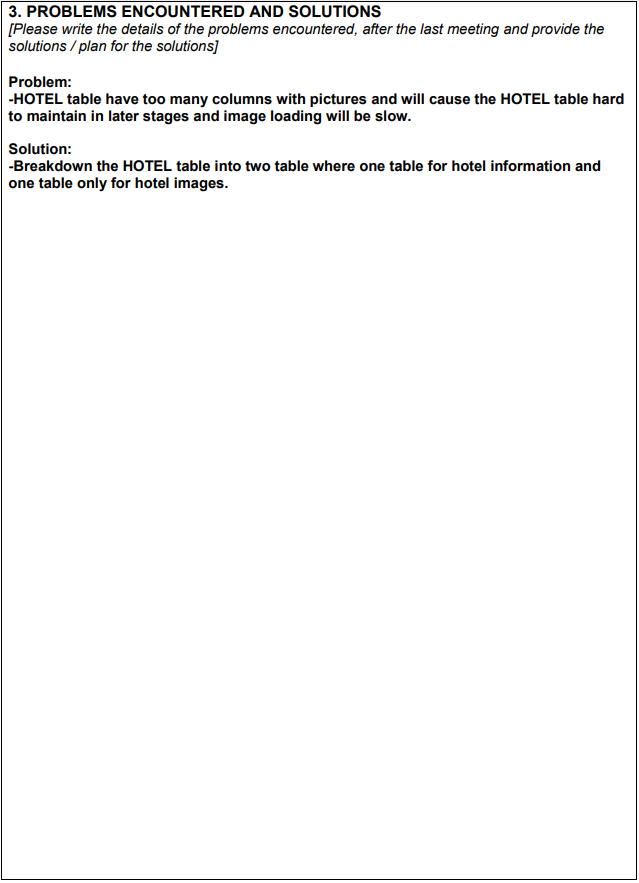 3. PROBLEMS ENCOUNTERED AND SOLUTIONS
[Please write the details of the problems encountered, after the last meeting and provide the
solutions / plan for the solutions]
Problem:
-HOTEL table have too many columns with pictures and will cause the HOTEL table hard
to maintain in later stages and image loading will be slow.
Solution:
-Breakdown the HOTEL table into two table where one table for hotel information and
one table only for hotel images.